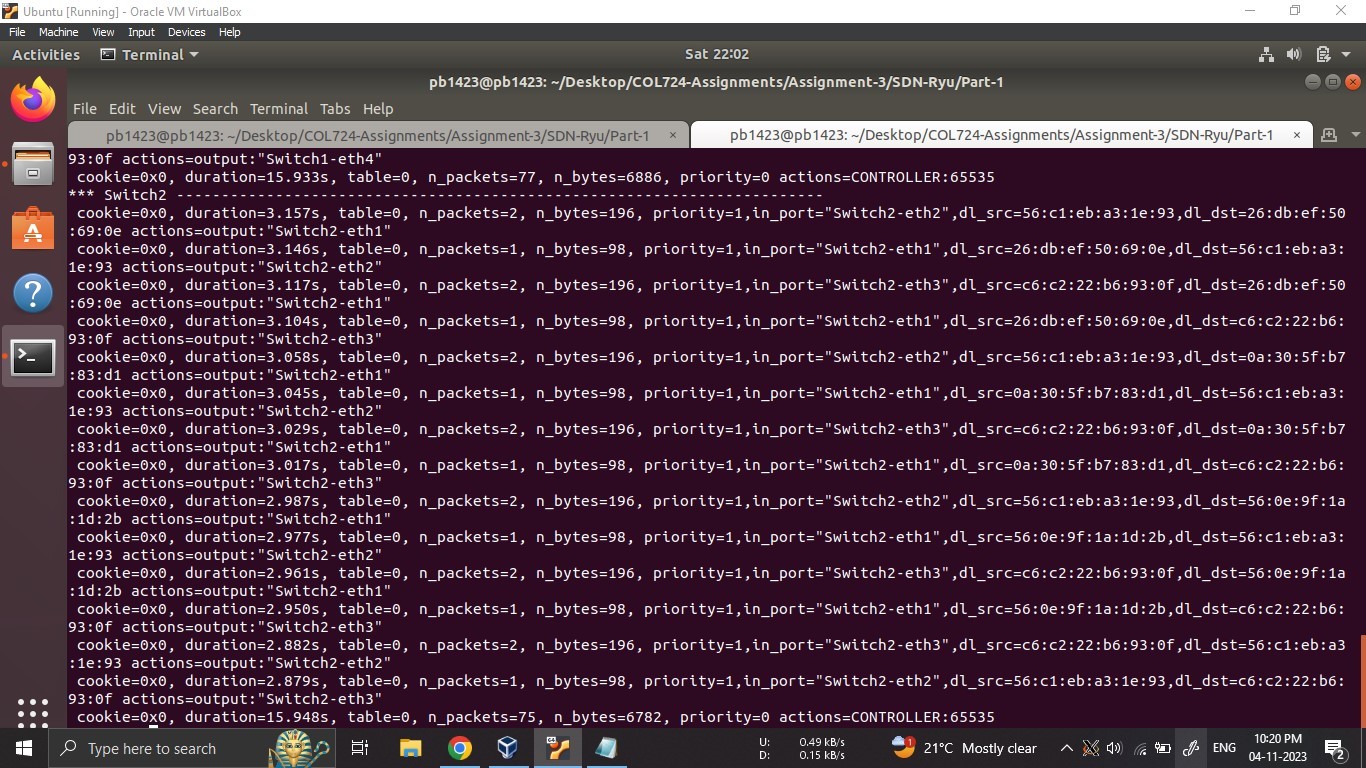 Ubuntu [Running] - Oracle VM VirtualBox
File Machine View Input Devices Help
Activities Terminal Sat 22:02
pb1423@pb1423: ~/Desktop/COL724-Assignments/Assignment-3/SDN-Ryu/Part-1
File Edit View Search Terminal Tabs Help
pb1423@pb1423: ~/Desktop/COL724-Assignments/Assignment-3/SDN-Ryu/Part-1 × pb1423@pb1423: ~/Desktop/COL724-Assignments/Assignment-3/SDN-Ryu/Part-1 ×
93:0f actions=output:"Switch1-eth4"
cookie=0x0, duration=15.933s, table=0, n_packets=77, n_bytes=6886, priority=0 actions=CONTROLLER:65535
*** Switch2 ------------------------------------------------------------------------
cookie=0x0, duration=3.157s, table=0, n_packets=2, n_bytes=196, priority=1,in_port="Switch2-eth2",dl_src=56:c1:eb:a3:1e:93,dl_dst=26:db:ef:50
:69:0e actions=output:"Switch2-eth1"
cookie=0x0, duration=3.146s, table=0, n_packets=1, n_bytes=98, priority=1,in_port="Switch2-eth1",dl_src=26:db:ef:50:69:0e,dl_dst=56:c1:eb:a3:
1e:93 actions=output:"Switch2-eth2"
cookie=0x0, duration=3.117s, table=0, n_packets=2, n_bytes=196, priority=1,in_port="Switch2-eth3",dl_src=c6:c2:22:b6:93:0f,dl_dst=26:db:ef:50
:69:0e actions=output:"Switch2-eth1"
cookie=0x0, duration=3.104s, table=0, n_packets=1, n_bytes=98, priority=1,in_port="Switch2-eth1",dl_src=26:db:ef:50:69:0e,dl_dst=c6:c2:22:b6:
93:0f actions=output:"Switch2-eth3"
cookie=0x0, duration=3.058s, table=0, n_packets=2, n_bytes=196, priority=1,in_port="Switch2-eth2",dl_src=56:c1:eb:a3:1e:93,dl_dst=0a:30:5f:b7
:83:d1 actions=output:"Switch2-eth1"
cookie=0x0, duration=3.045s, table=0, n_packets=1, n_bytes=98, priority=1,in_port="Switch2-eth1",dl_src=0a:30:5f:b7:83:d1,dl_dst=56:c1:eb:a3:
1e:93 actions=output:"Switch2-eth2"
cookie=0x0, duration=3.029s, table=0, n_packets=2, n_bytes=196, priority=1,in_port="Switch2-eth3",dl_src=c6:c2:22:b6:93:0f,dl_dst=0a:30:5f:b7
:83:d1 actions=output:"Switch2-eth1"
cookie=0x0, duration=3.017s, table=0, n_packets=1, n_bytes=98, priority=1,in_port="Switch2-eth1",dl_src=0a:30:5f:b7:83:d1,dl_dst=c6:c2:22:b6:
93:0f actions=output:"Switch2-eth3"
cookie=0x0, duration=2.987s, table=0, n_packets=2, n_bytes=196, priority=1,in_port="Switch2-eth2",dl_src=56:c1:eb:a3:1e:93,dl_dst=56:0e:9f:1a
:1d:2b actions=output:"Switch2-eth1"
cookie=0x0, duration=2.977s, table=0, n_packets=1, n_bytes=98, priority=1,in_port="Switch2-eth1",dl_src=56:0e:9f:1a:1d:2b,dl_dst=56:c1:eb:a3:
1e:93 actions=output:"Switch2-eth2"
cookie=0x0, duration=2.961s, table=0, n_packets=2, n_bytes=196, priority=1,in_port="Switch2-eth3",dl_src=c6:c2:22:b6:93:0f,dl_dst=56:0e:9f:1a
:1d:2b actions=output:"Switch2-eth1"
cookie=0x0, duration=2.950s, table=0, n_packets=1, n_bytes=98, priority=1,in_port="Switch2-eth1",dl_src=56:0e:9f:1a:1d:2b,dl_dst=c6:c2:22:b6:
93:0f actions=output:"Switch2-eth3"
cookie=0x0, duration=2.882s, table=0, n_packets=2, n_bytes=196, priority=1,in_port="Switch2-eth3",dl_src=c6:c2:22:b6:93:0f,dl_dst=56:c1:eb:a3
:1e:93 actions=output:"Switch2-eth2"
cookie=0x0, duration=2.879s, table=0, n_packets=1, n_bytes=98, priority=1,in_port="Switch2-eth2",dl_src=56:c1:eb:a3:1e:93,dl_dst=c6:c2:22:b6:
93:0f actions=output:"Switch2-eth3"
cookie=0x0, duration=15.948s, table=0, n_packets=75, n_bytes=6782, priority=0 actions=CONTROLLER:65535
Type here to search
U: 0.49 kB/s
D: 0.15 kB/s
1
21°C Mostly clear
ENG
10:20 PM
04-11-2023
2